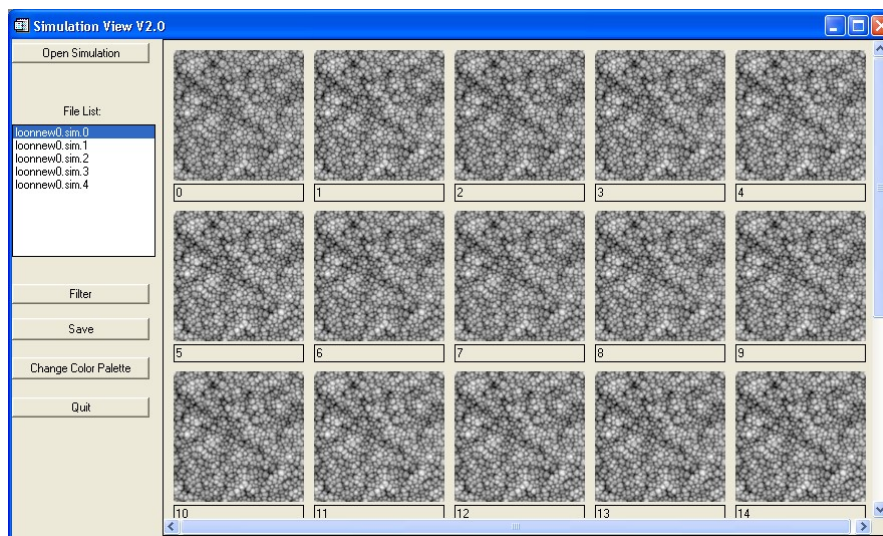 Simulation View V2.0
Open Simulation
File List:
loonnew0.sim.0
loonnew0.sim.1
loonnew0.sim.2
loonnew0.sim.3
loonnew0.sim.4
Filter
Save
Change Color Palette
Quit
0 1 2 3 4
5 6 7 8 9
10 11 12 13 14